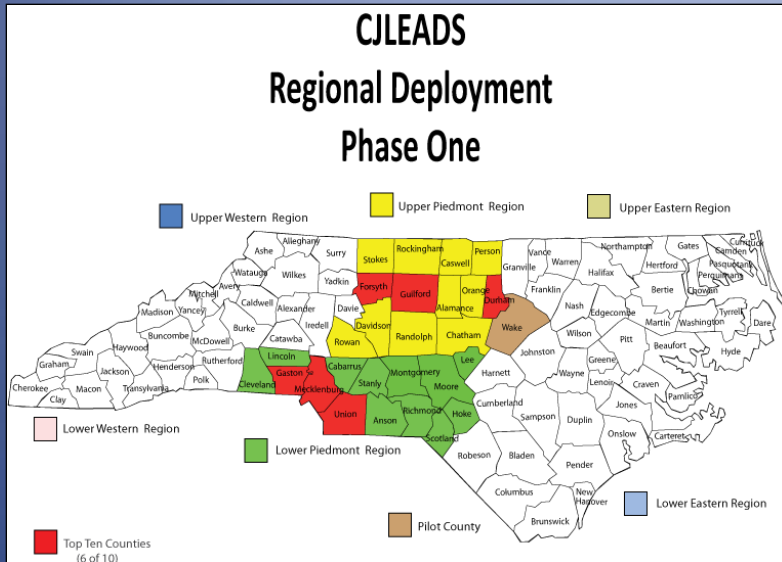 CJLEADS
Regional Deployment
Phase One
Upper Western Region
Upper Piedmont Region
Upper Eastern Region
Ashe
Alleghany
Surry
Stokes
Rockingham
Caswell
Person
Granville
Vance
Warren
Northampton
Gates
Currituck
Camden
Pasquotank
Perquimans
Chowan
Hertford
Halifax
Bertie
Watauga
Wilkes
Yadkin
Forsyth
Guilford
Alamance
Orange
Durham
Franklin
Nash
Edgecombe
Martin
Washington
Tyrrell
Dare
Avery
Mitchell
Yancey
Madison
Caldwell
Alexander
Iredell
Davie
Davidson
Randolph
Chatham
Wake
Wilson
Pitt
Beaufort
Hyde
Buncombe
McDowell
Burke
Catawba
Rowan
Haywood
Swain
Graham
Cherokee
Clay
Macon
Jackson
Transylvania
Henderson
Polk
Rutherford
Cleveland
Lincoln
Gaston
Mecklenburg
Cabarrus
Stanly
Montgomery
Moore
Lee
Harnett
Johnston
Wayne
Greene
Lenoir
Craven
Pamlico
Union
Anson
Richmond
Scotland
Hoke
Cumberland
Sampson
Duplin
Jones
Onslow
Carteret
Robeson
Bladen
Pender
Columbus
Brunswick
New
Hanover
Lower Western Region
Lower Piedmont Region
Pilot County
Lower Eastern Region
Top Ten Counties
(6 of 10)